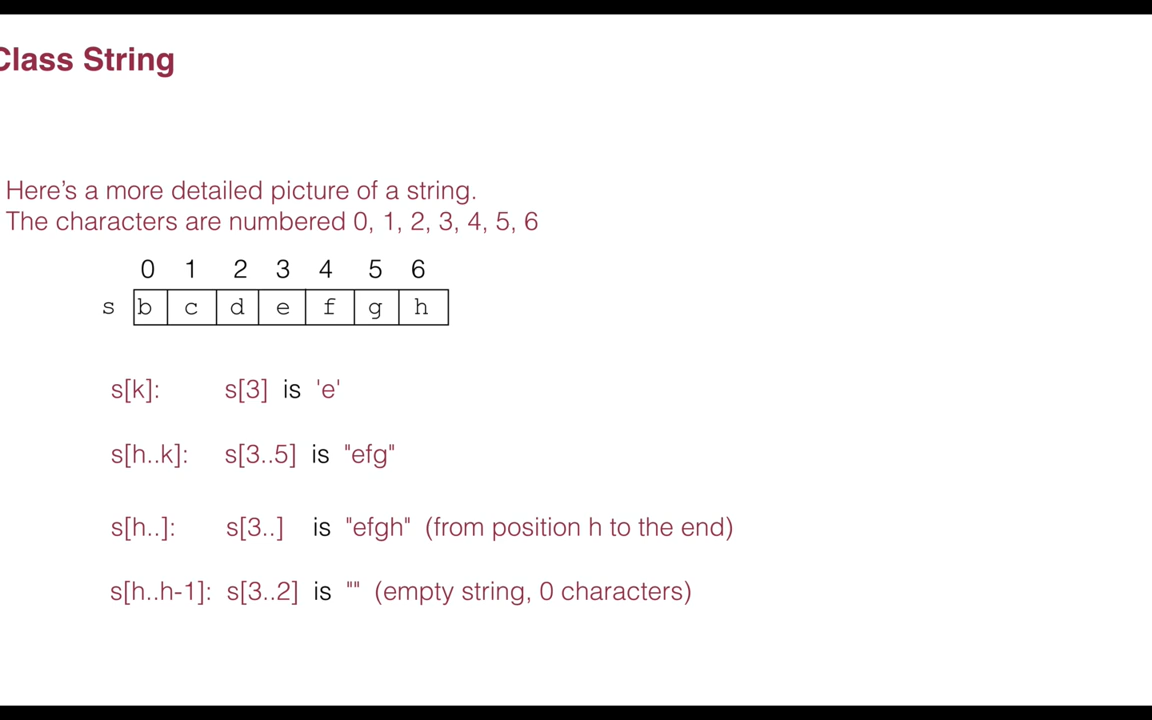 Class String
Here’s a more detailed picture of a string.
The characters are numbered 0, 1, 2, 3, 4, 5, 6
0 1 2 3 4 5 6
s b c d e f g h
s[k]: s[3] is 'e'
s[h..k]: s[3..5] is "efg"
s[h..]: s[3..] is "efgh" (from position h to the end)
s[h..h-1]: s[3..2] is "" (empty string, 0 characters)